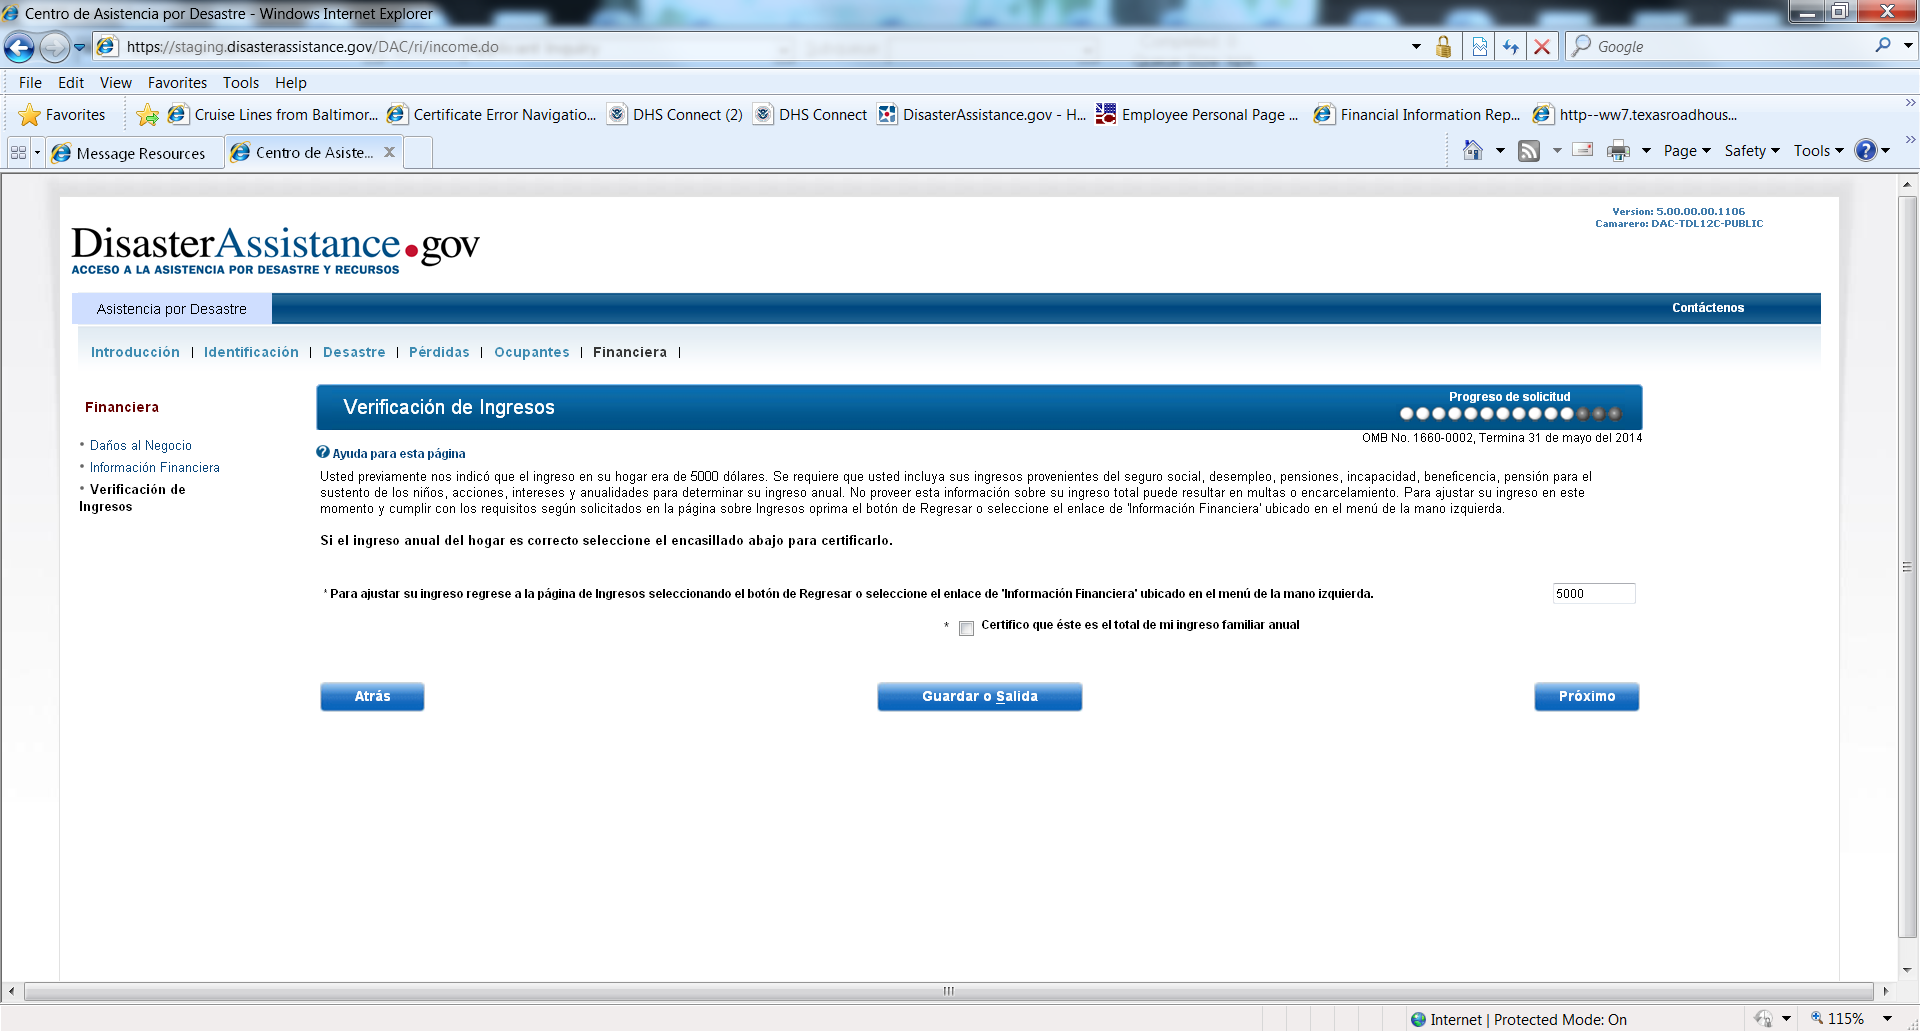 Centro de Asistencia por Desastre - Windows Internet Explorer
https://staging.disasterassistance.gov/DAC/ri/income.do
Google
File Edit View Favorites Tools Help
Favorites Cruise Lines from Baltimor... Certificate Error Navigatio... DHS Connect (2) DHS Connect DisasterAssistance.gov - H... Employee Personal Page ... Financial Information Rep... http--ww7.texasroadhous...
Message Resources Centro de Asiste... Page Safety Tools
Version: 5.00.00.00.1106
Camarero: DAC-TDL12C-PUBLIC
DisasterAssistance.gov
ACCESO A LA ASISTENCIA POR DESASTRE Y RECURSOS
Asistencia por Desastre Contáctenos
Introducción | Identificación | Desastre | Pérdidas | Ocupantes | Financiera |
Financiera
• Daños al Negocio
• Información Financiera
• Verificación de
Ingresos
Verificación de Ingresos
Progreso de solicitud
OMB No. 1660-0002, Termina 31 de mayo del 2014
Ayuda para esta página
Usted previamente nos indicó que el ingreso en su hogar era de 5000 dólares. Se requiere que usted incluya sus ingresos provenientes del seguro social, desempleo, pensiones, incapacidad, beneficencia, pensión para el
sustento de los niños, acciones, intereses y anualidades para determinar su ingreso anual. No proveer esta información sobre su ingreso total puede resultar en multas o encarcelamiento. Para ajustar su ingreso en este
momento y cumplir con los requisitos según solicitados en la página sobre Ingresos oprima el botón de Regresar o seleccione el enlace de 'Información Financiera' ubicado en el menú de la mano izquierda.
Si el ingreso anual del hogar es correcto seleccione el encasillado abajo para certificarlo.
* Para ajustar su ingreso regrese a la página de Ingresos seleccionando el botón de Regresar o seleccione el enlace de 'Información Financiera' ubicado en el menú de la mano izquierda. 5000
* Certifico que éste es el total de mi ingreso familiar anual
Atrás Guardar o Salida Próximo
Internet | Protected Mode: On 115%